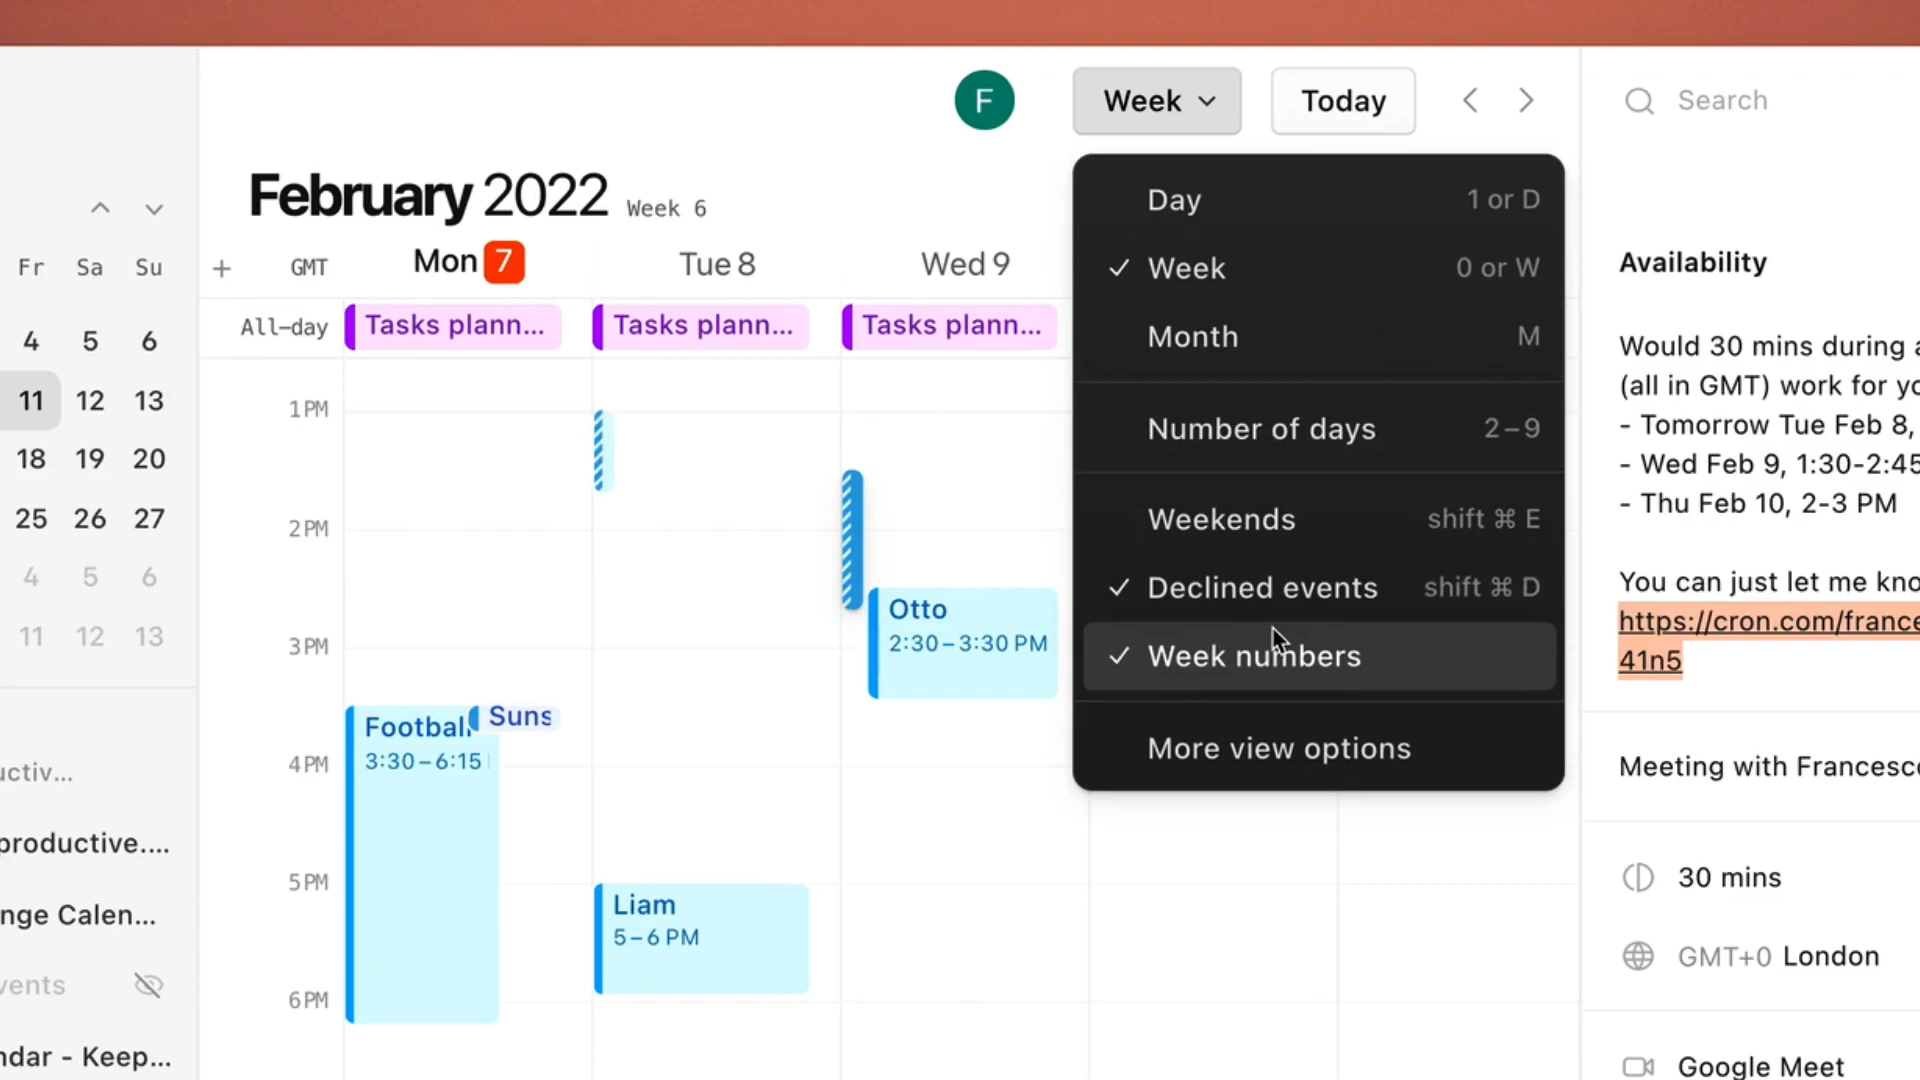 F
Week
Today
Search
February 2022 Week 6
Fr Sa Su
4 5 6
11 12 13
18 19 20
25 26 27
4 5 6
11 12 13
uctiv...
productive....
nge Calen...
vents
ndar - Keep...
+ GMT Mon 7 Tue 8 Wed 9
All-day Tasks plann... Tasks plann... Tasks plann...
1 PM
2 PM
3 PM
4 PM
5 PM
6 PM
Football
3:30–6:15
Suns
Liam
5–6 PM
Otto
2:30–3:30 PM
Day 1 or D
Week 0 or W
Month M
Number of days 2–9
Weekends shift ⌘ E
Declined events shift ⌘ D
Week numbers
More view options
Availability
Would 30 mins during a
(all in GMT) work for yo
- Tomorrow Tue Feb 8,
- Wed Feb 9, 1:30-2:45
- Thu Feb 10, 2-3 PM
You can just let me kno
https://cron.com/france
41n5
Meeting with Francesco
30 mins
GMT+0 London
Google Meet